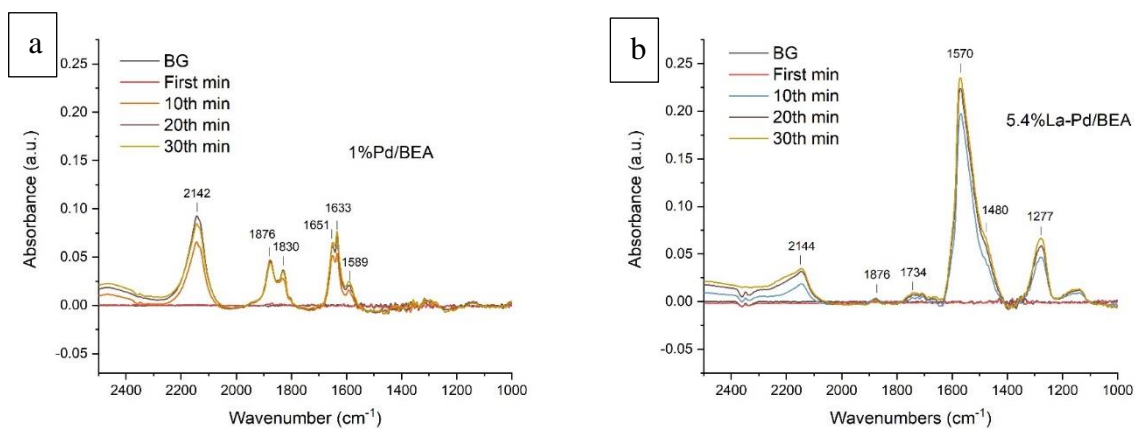 a
0.25
0.20
0.15
0.10
0.05
0.00
-0.05
Absorbance (a.u.)
BG
First min
10th min
20th min
30th min
1%Pd/BEA
2142
1876
1830
1651
1633
1589
2400 2200 2000 1800 1600 1400 1200 1000
Wavenumber (cm⁻¹)
b
0.25
0.20
0.15
0.10
0.05
0.00
-0.05
Absorbance (a.u.)
BG
First min
10th min
20th min
30th min
5.4%La-Pd/BEA
2144
1876
1734
1570
1480
1277
2400 2200 2000 1800 1600 1400 1200 1000
Wavenumbers (cm⁻¹)